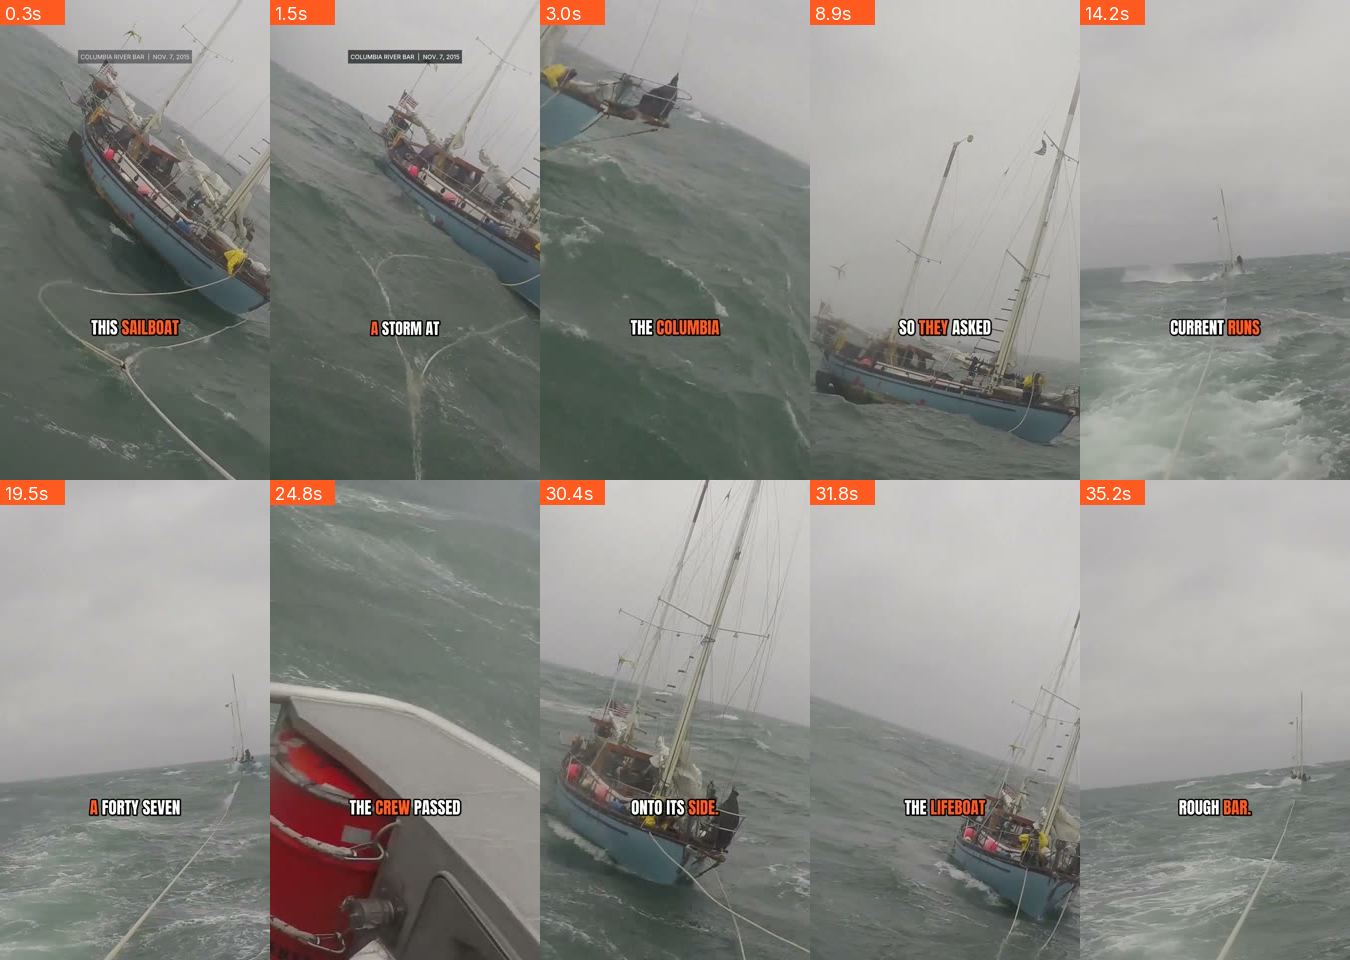 0.3s
COLUMBIA RIVER BAR | NOV. 7, 2015
THIS SAILBOAT
1.5s
COLUMBIA RIVER BAR | NOV. 7, 2015
A STORM AT
3.0s
THE COLUMBIA
8.9s
SO THEY ASKED
14.2s
CURRENT RUNS
19.5s
A FORTY SEVEN
24.8s
THE CREW PASSED
30.4s
ONTO ITS SIDE.
31.8s
THE LIFEBOAT
35.2s
ROUGH BAR.